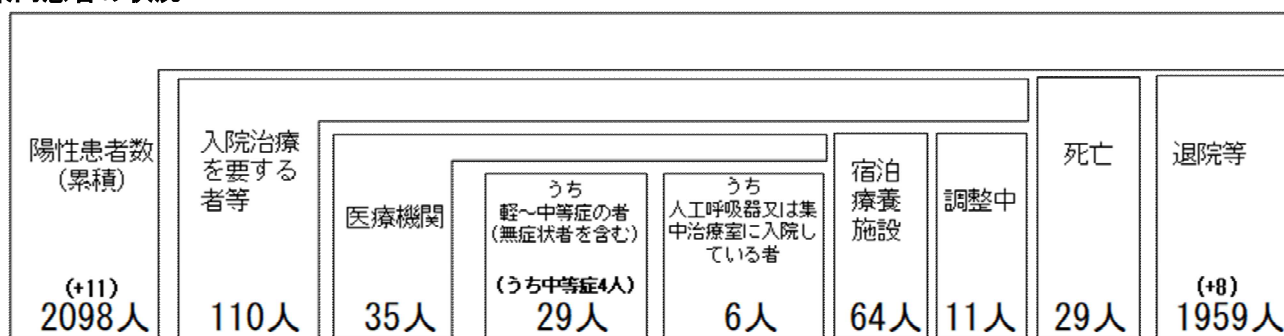 陽性患者数
(累積)
(+11)
2098人
入院治療
を要する
者等
110人
医療機関
35人
うち
軽～中等症の者
(無症状者を含む)
(うち中等症4人)
29人
うち
人工呼吸器又は集
中治療室に入院し
ている者
6人
宿泊
療養
施設
64人
調整中
11人
死亡
29人
退院等
(+8)
1959人